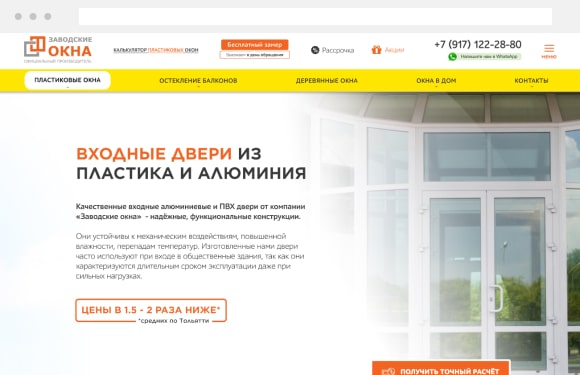 ЗАВОДСКИЕ
ОКНА
ОФИЦИАЛЬНЫЙ ПРОИЗВОДИТЕЛЬ
КАЛЬКУЛЯТОР ПЛАСТИКОВЫХ ОКОН
Бесплатный замер
Замеряем в день обращения
Рассрочка
Акции
+7 (917) 122-28-80
Напишите нам в WhatsApp
МЕНЮ
ПЛАСТИКОВЫЕ ОКНА
ОСТЕКЛЕНИЕ БАЛКОНОВ
ДЕРЕВЯННЫЕ ОКНА
ОКНА В ДОМ
КОНТАКТЫ
ВХОДНЫЕ ДВЕРИ ИЗ
ПЛАСТИКА И АЛЮМИНИЯ
Качественные входные алюминиевые и ПВХ двери от компании
«Заводские окна» - надёжные, функциональные конструкции.
Они устойчивы к механическим воздействиям, повышенной
влажности, перепадам температур. Изготовленные нами двери
часто используют при входе в общественные здания, так как они
характеризуются длительным сроком эксплуатации даже при
сильных нагрузках.
ЦЕНЫ В 1.5 - 2 РАЗА НИЖЕ*
*средних по Тольятти
ПОЛУЧИТЬ ТОЧНЫЙ РАСЧЁТ